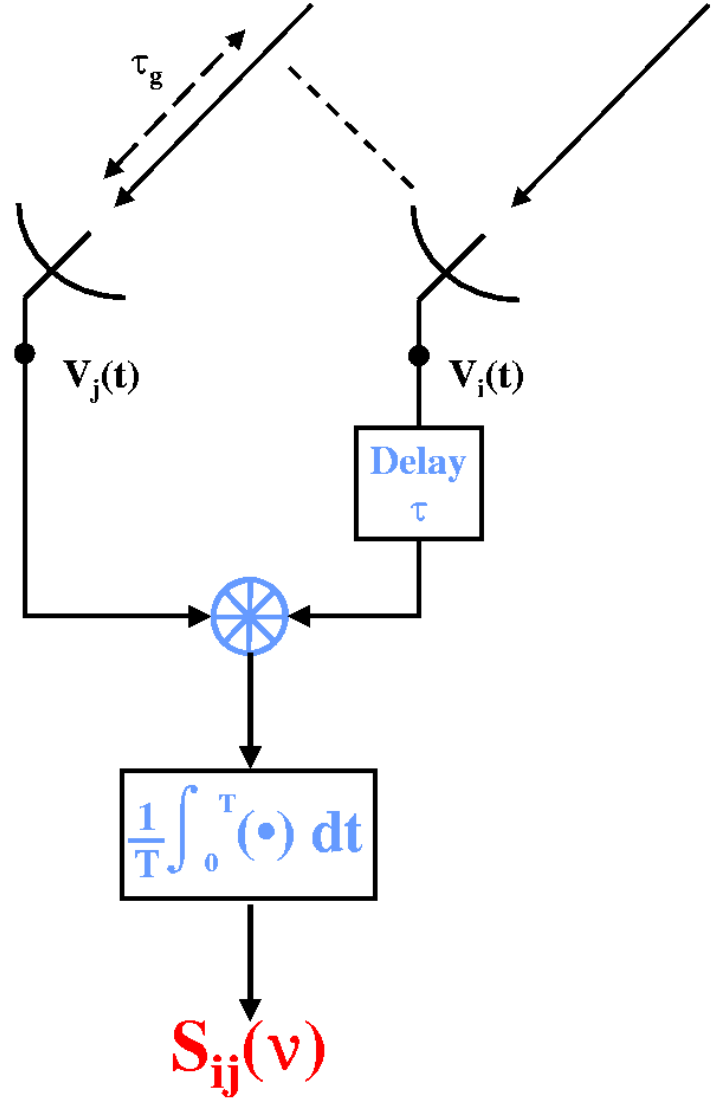 τg
Vj(t)
Vi(t)
Delay
τ
1/T ∫0T (•) dt
Sij(ν)